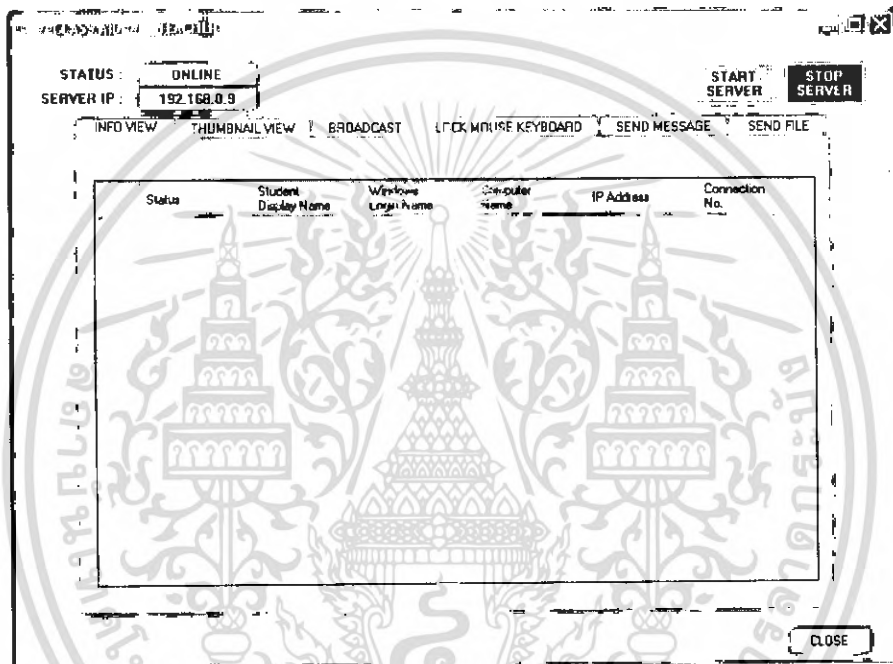 STATUS : ONLINE
SERVER IP : 192.168.0.9
START SERVER
STOP SERVER
INFO VIEW THUMBNAIL VIEW BROADCAST LOCK MOUSE KEYBOARD SEND MESSAGE SEND FILE
Status Student Display Name Windows Login Name Computer Name IP Address Connection No.
CLOSE